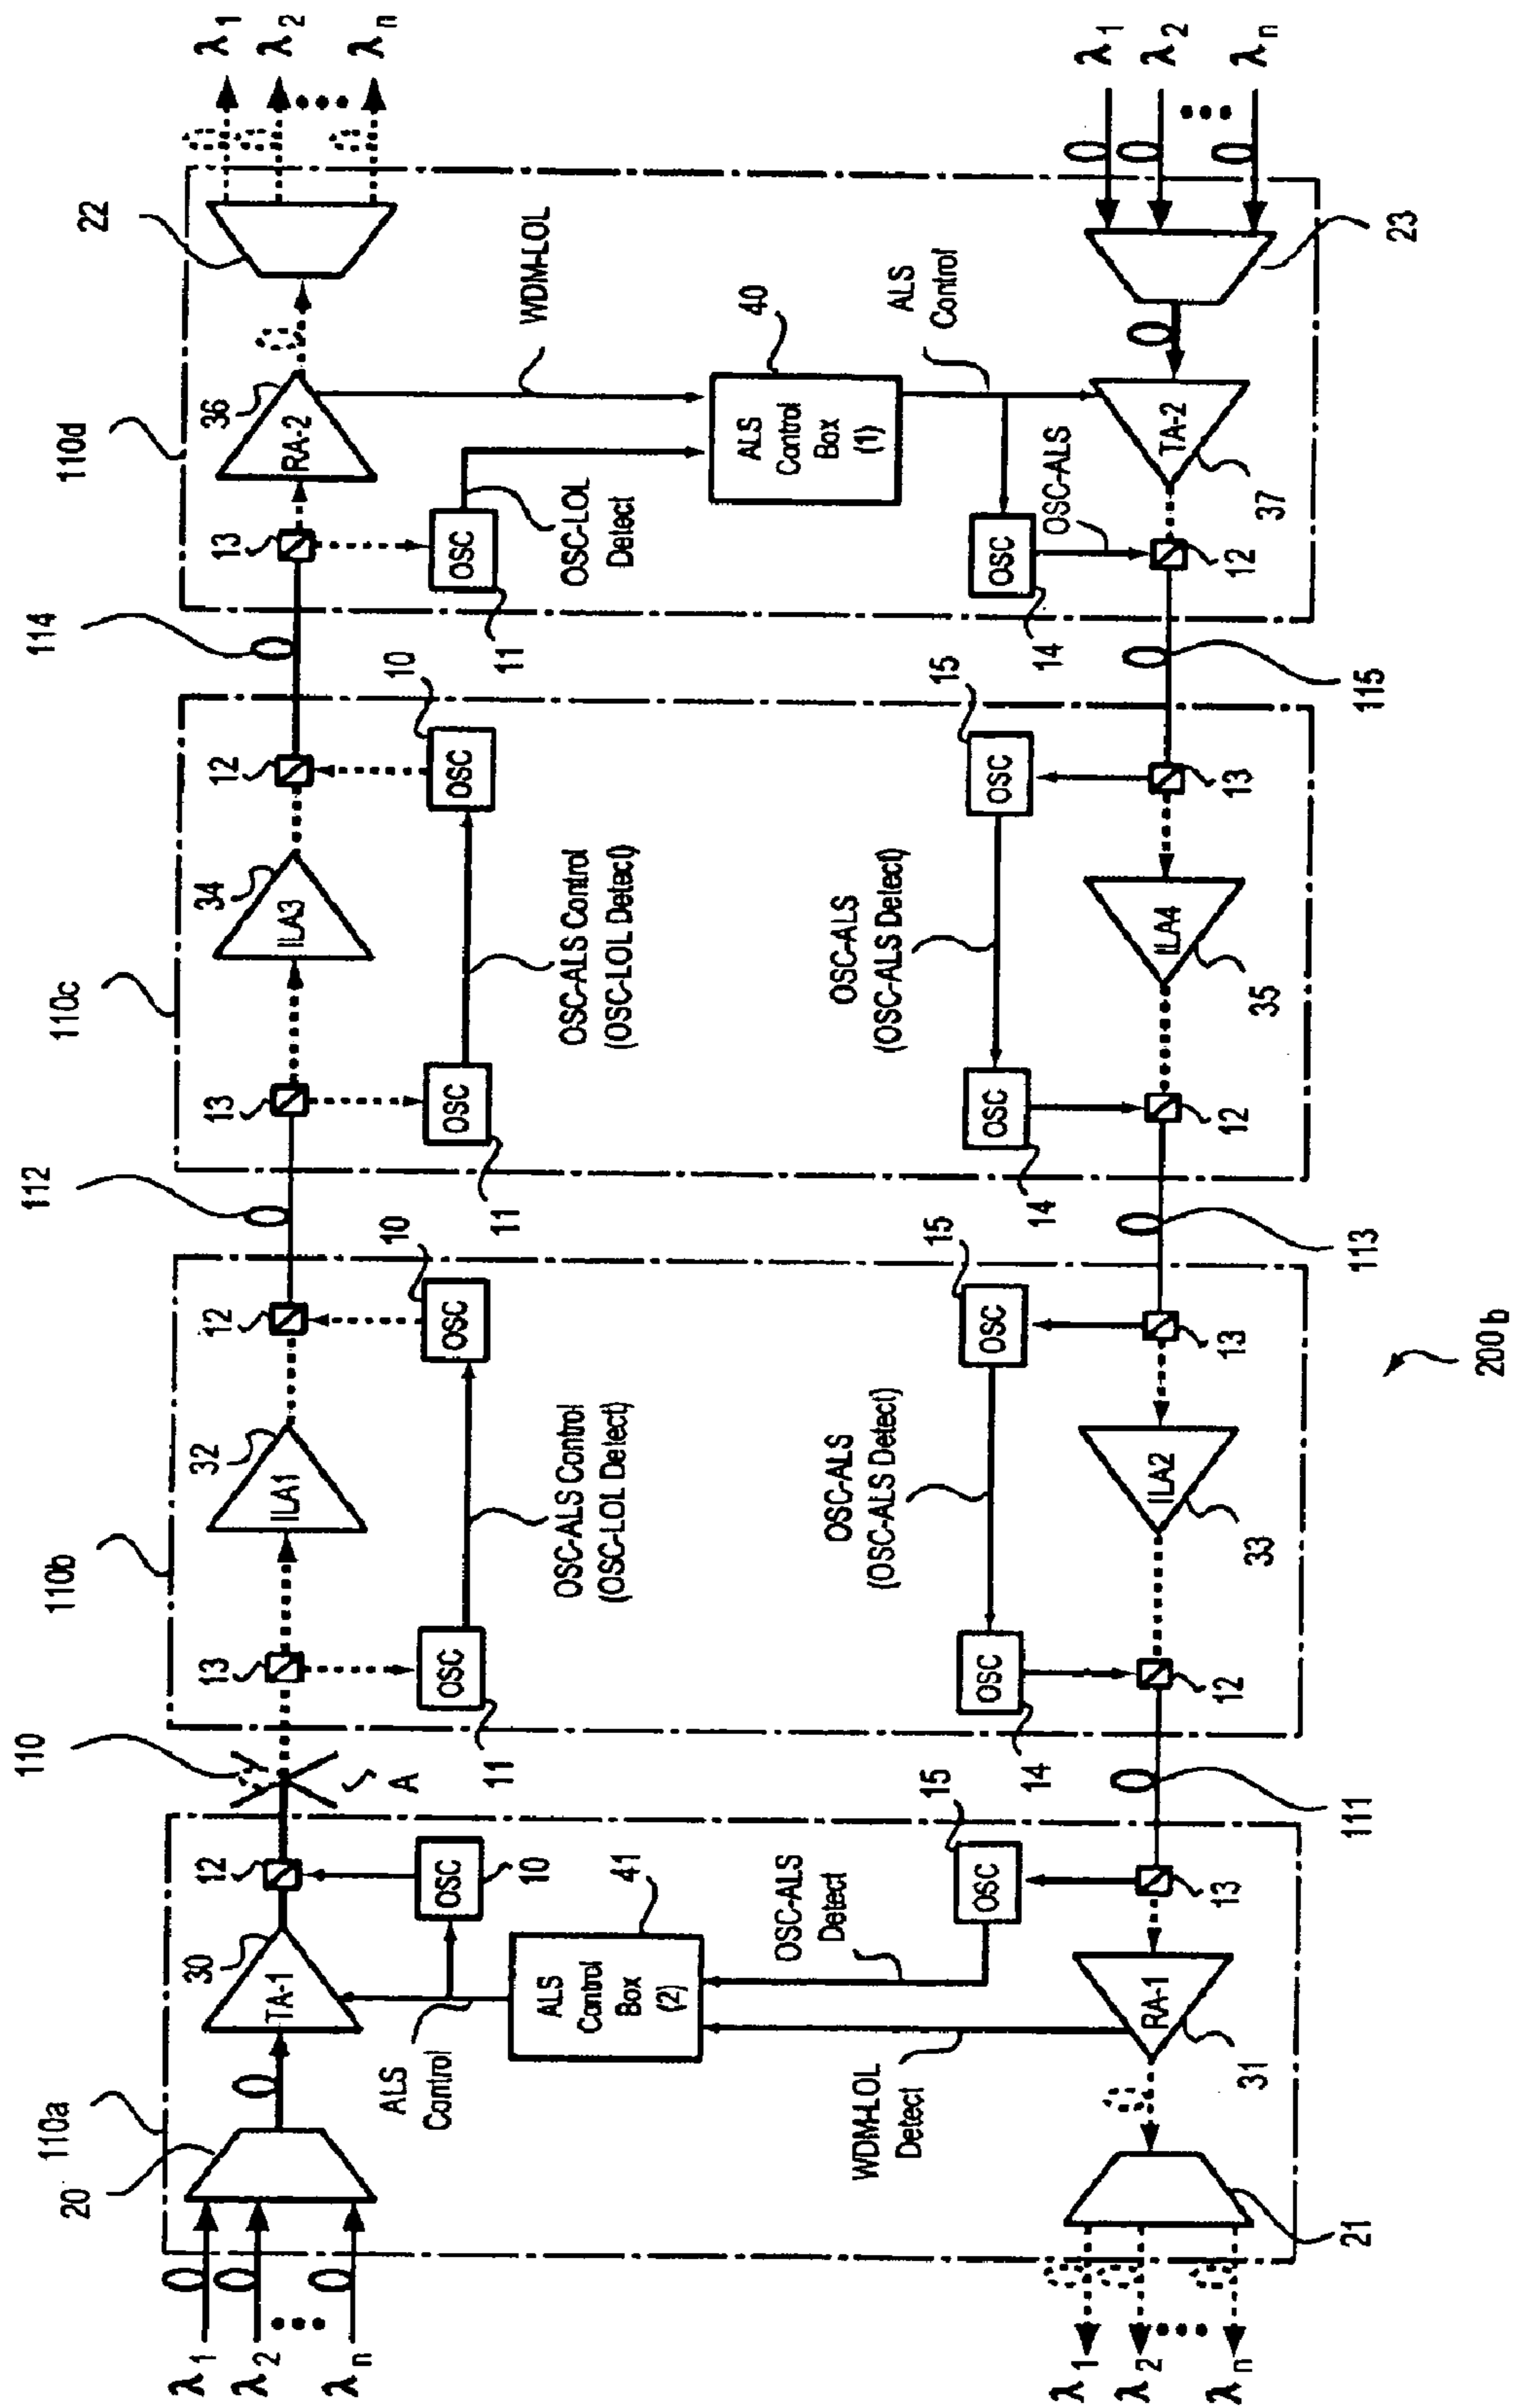 110a
110
110b
112
110c
114
110d
λ1
λ2
λn
20
30
TA-1
12
A
13
32
ILA1
12
13
34
ILA3
12
13
36
RA-2
22
λ1
λ2
λn
ALS
Control
OSC
10
OSC
11
OSC-ALS Control
(OSC-LOL Detect)
OSC
10
OSC
11
OSC-ALS Control
(OSC-LOL Detect)
OSC
10
OSC
11
OSC-LOL
Detect
WDM-LOL
ALS
Control
Box
(2)
41
ALS
Control
Box
(1)
40
WDM-LOL
Detect
OSC-ALS
Detect
OSC
15
OSC
14
OSC-ALS
(OSC-ALS Detect)
OSC
15
OSC
14
OSC-ALS
(OSC-ALS Detect)
OSC
15
OSC
14
OSC-ALS
ALS
Control
λ1
λ2
λn
21
RA-1
31
13
111
12
ILA2
33
13
113
12
ILA4
35
13
115
12
TA-2
37
23
λ1
λ2
λn
200b